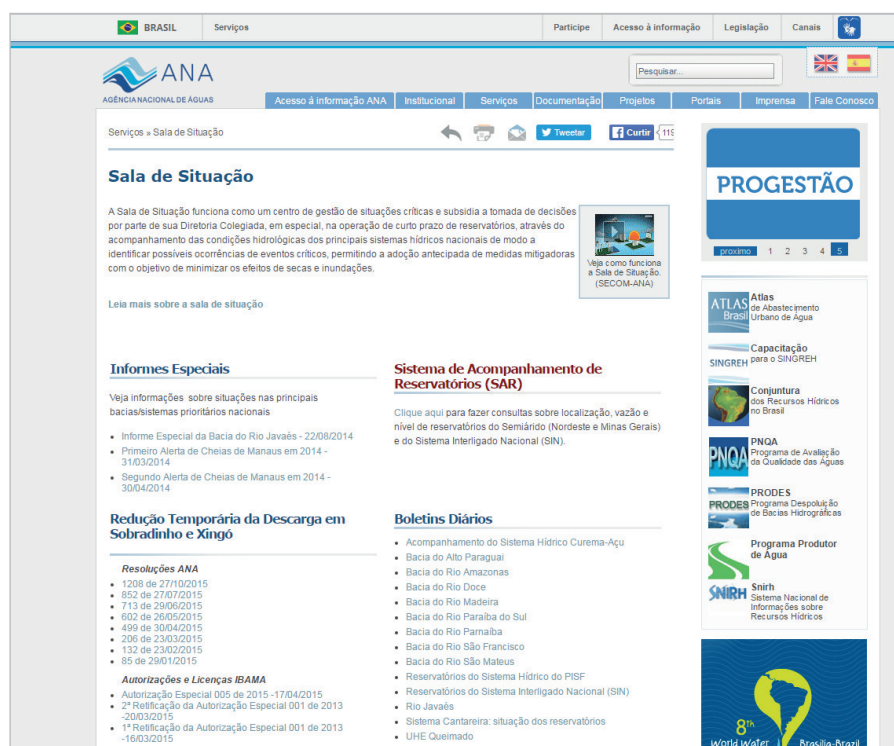 BRASIL Serviços Participe Acesso à informação Legislação Canais
ANA
AGÊNCIA NACIONAL DE ÁGUAS
Pesquisar...
Acesso à informação ANA Institucional Serviços Documentação Projetos Portais Imprensa Fale Conosco
Serviços » Sala de Situação
Tweetar
Curtir
Sala de Situação
A Sala de Situação funciona como um centro de gestão de situações críticas e subsidia a tomada de decisões
por parte de sua Diretoria Colegiada, em especial, na operação de curto prazo de reservatórios, através do
acompanhamento das condições hidrológicas dos principais sistemas hídricos nacionais de modo a
identificar possíveis ocorrências de eventos críticos, permitindo a adoção antecipada de medidas mitigadoras
com o objetivo de minimizar os efeitos de secas e inundações.
Veja como funciona
a Sala de Situação.
(SECOM-ANA)
Leia mais sobre a sala de situação
Informes Especiais
Veja informações sobre situações nas principais
bacias/sistemas prioritários nacionais
Informe Especial da Bacia do Rio Javaés - 22/08/2014
Primeiro Alerta de Cheias de Manaus em 2014 -
31/03/2014
Segundo Alerta de Cheias de Manaus em 2014 -
30/04/2014
Sistema de Acompanhamento de
Reservatórios (SAR)
Clique aqui para fazer consultas sobre localização, vazão e
nível de reservatórios do Semiárido (Nordeste e Minas Gerais)
e do Sistema Interligado Nacional (SIN).
Redução Temporária da Descarga em
Sobradinho e Xingó
Resoluções ANA
1208 de 27/10/2015
852 de 27/07/2015
713 de 29/06/2015
602 de 26/05/2015
499 de 30/04/2015
206 de 23/03/2015
132 de 23/02/2015
85 de 29/01/2015
Autorizações e Licenças IBAMA
Autorização Especial 005 de 2015 -17/04/2015
2ª Retificação da Autorização Especial 001 de 2013
-20/03/2015
1ª Retificação da Autorização Especial 001 de 2013
-16/03/2015
Boletins Diários
Acompanhamento do Sistema Hídrico Curema-Açu
Bacia do Alto Paraguai
Bacia do Rio Amazonas
Bacia do Rio Doce
Bacia do Rio Madeira
Bacia do Rio Paraíba do Sul
Bacia do Rio Parnaíba
Bacia do Rio São Francisco
Bacia do Rio São Mateus
Reservatórios do Sistema Hídrico do PISF
Reservatórios do Sistema Interligado Nacional (SIN)
Rio Javaés
Sistema Cantareira: situação dos reservatórios
UHE Queimado
PROGESTÃO
proximo 1 2 3 4 5
ATLAS
Brasil
Atlas
de Abastecimento
Urbano de Água
SINGREH
Capacitação
para o SINGREH
Conjuntura
dos Recursos Hídricos
no Brasil
PNQA
PNQA
Programa de Avaliação
da Qualidade das Águas
PRODES
PRODES
Programa Despoluição
de Bacias Hidrográficas
Programa Produtor
de Água
SNIRH
Snirh
Sistema Nacional de
Informações sobre
Recursos Hídricos
8th
World Water Brasília-Brazil